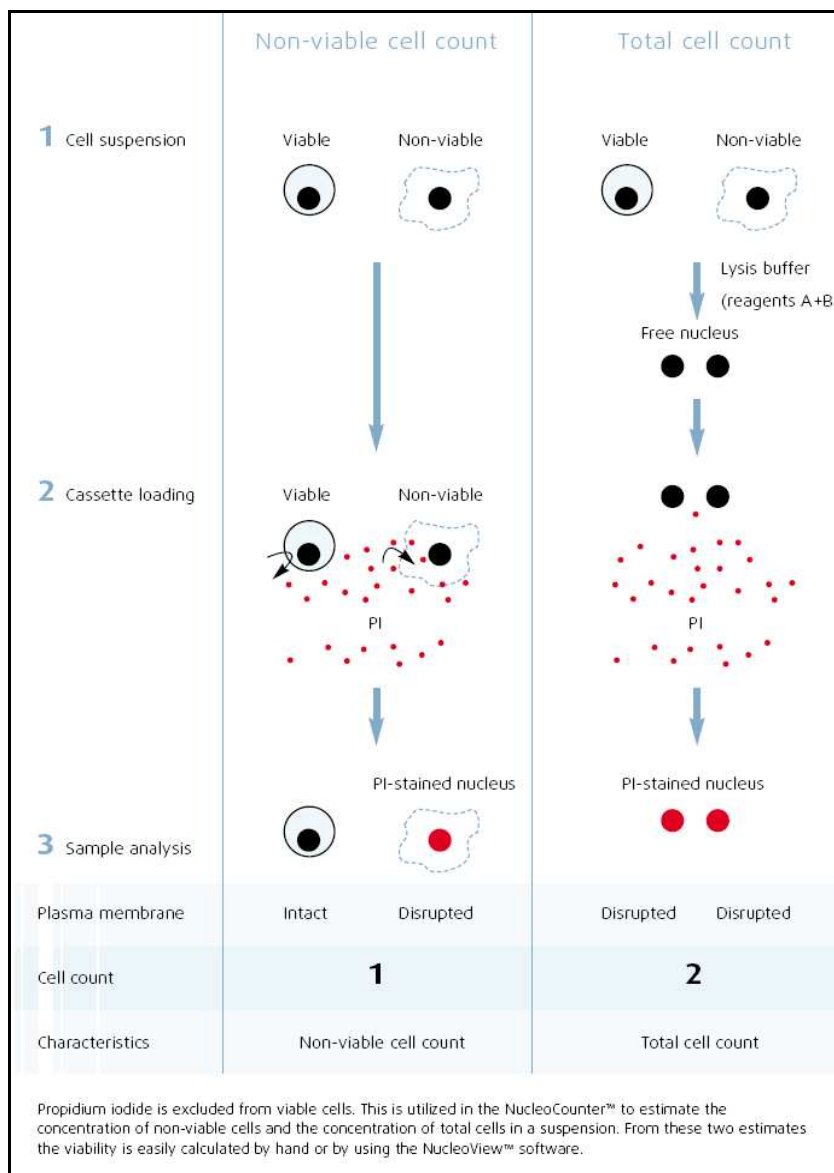 Non-viable cell count Total cell count
1 Cell suspension Viable Non-viable Viable Non-viable
Lysis buffer
(reagents A+B
Free nucleus
2 Cassette loading Viable Non-viable
PI PI
PI-stained nucleus PI-stained nucleus
3 Sample analysis
Plasma membrane Intact Disrupted Disrupted Disrupted
Cell count 1 2
Characteristics Non-viable cell count Total cell count
Propidium iodide is excluded from viable cells. This is utilized in the NucleoCounter™ to estimate the
concentration of non-viable cells and the concentration of total cells in a suspension. From these two estimates
the viability is easily calculated by hand or by using the NucleoView™ software.